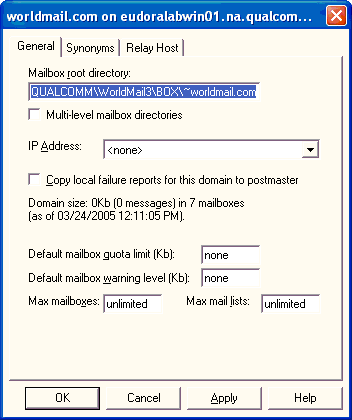 worldmail.com on eudoralabwin01.na.qualcom...
General
Synonyms
Relay Host
Mailbox root directory:
QUALCOMM\WorldMail3\BOX\~worldmail.com
Multi-level mailbox directories
IP Address:
<none>
Copy local failure reports for this domain to postmaster
Domain size: 0Kb (0 messages) in 7 mailboxes
(as of 03/24/2005 12:11:05 PM).
Default mailbox quota limit (Kb): none
Default mailbox warning level (Kb): none
Max mailboxes: unlimited Max mail lists: unlimited
OK Cancel Apply Help